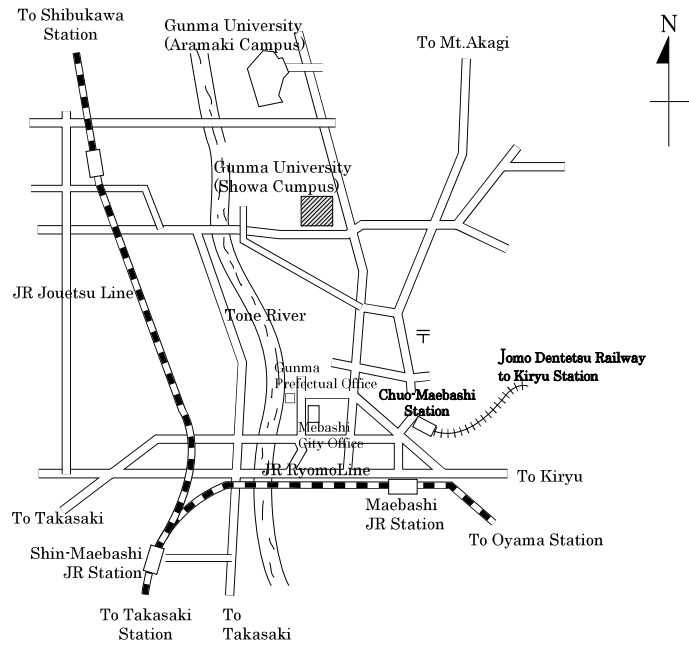 To Shibukawa
Station
Gunma University
(Aramaki Campus)
To Mt.Akagi
N
Gunma University
(Showa Cumpus)
JR Jouetsu Line
Tone River
〒
Jomo Dentetsu Railway
to Kiryu Station
Gunma
Prefectual Office
Chuo-Maebashi
Station
Mebashi
City Office
JR RyomoLine
To Kiryu
To Takasaki
Maebashi
JR Station
To Oyama Station
Shin-Maebashi
JR Station
To Takasaki
Station
To
Takasaki